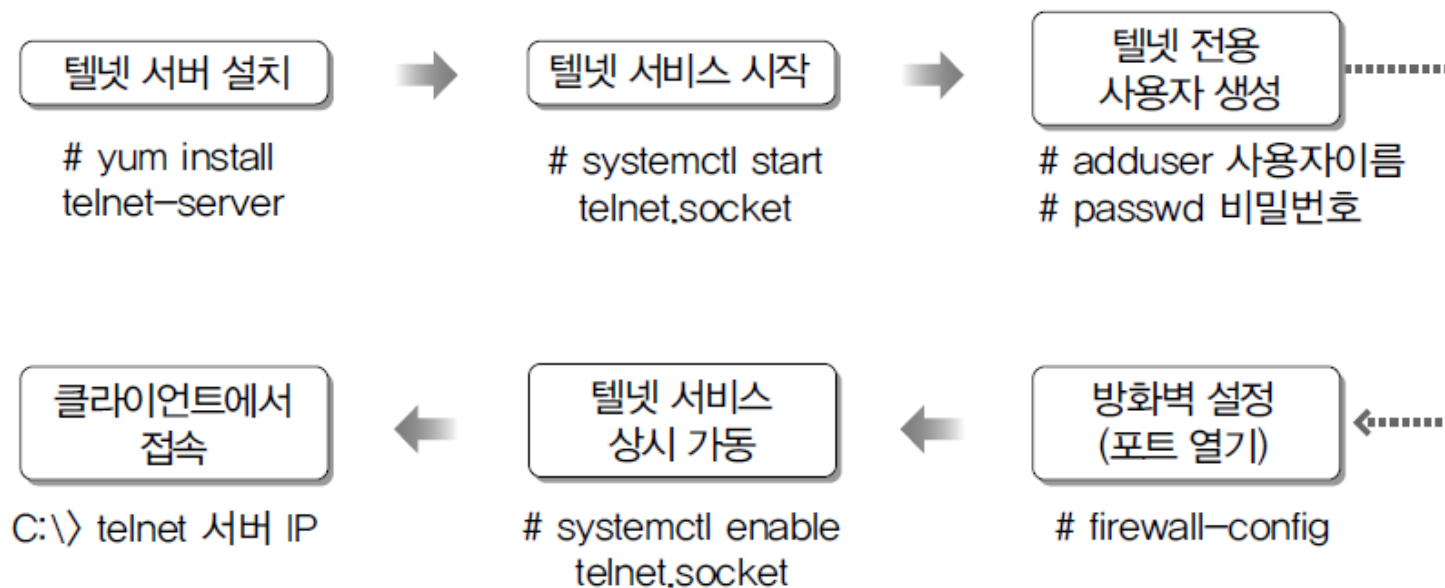 텔넷 서버 설치
# yum install
telnet-server
텔넷 서비스 시작
# systemctl start
telnet.socket
텔넷 전용
사용자 생성
# adduser 사용자이름
# passwd 비밀번호
방화벽 설정
(포트 열기)
# firewall-config
텔넷 서비스
상시 가동
# systemctl enable
telnet.socket
클라이언트에서
접속
C:\> telnet 서버 IP